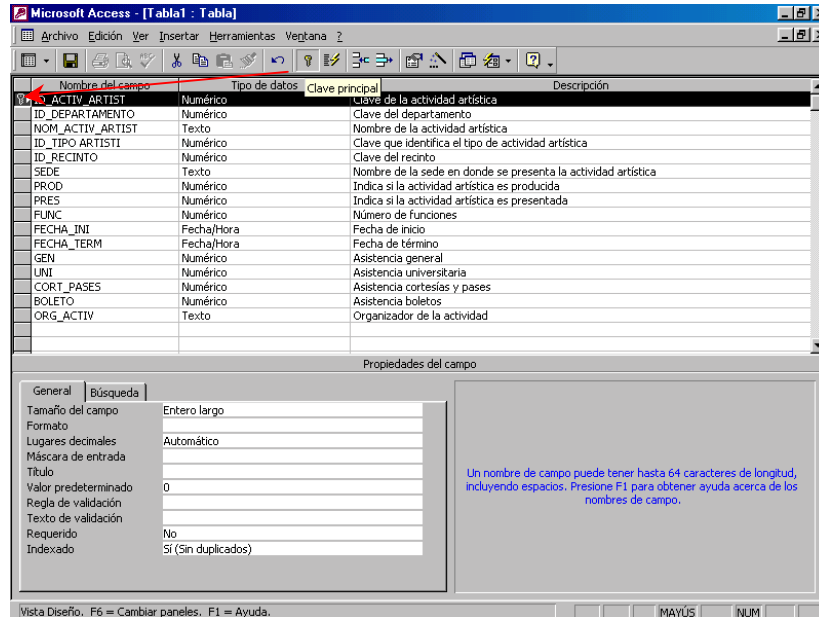 Microsoft Access - [Tabla1 : Tabla]
Archivo Edición Ver Insertar Herramientas Ventana ?
Nombre del campo Tipo de datos Descripción
Clave principal
ID_ACTIV_ARTIST Numérico Clave de la actividad artística
ID_DEPARTAMENTO Numérico Clave del departamento
NOM_ACTIV_ARTIST Texto Nombre de la actividad artística
ID_TIPO ARTISTI Numérico Clave que identifica el tipo de actividad artística
ID_RECINTO Numérico Clave del recinto
SEDE Texto Nombre de la sede en donde se presenta la actividad artística
PROD Numérico Indica si la actividad artística es producida
PRES Numérico Indica si la actividad artística es presentada
FUNC Numérico Número de funciones
FECHA_INI Fecha/Hora Fecha de inicio
FECHA_TERM Fecha/Hora Fecha de término
GEN Numérico Asistencia general
UNI Numérico Asistencia universitaria
CORT_PASES Numérico Asistencia cortesías y pases
BOLETO Numérico Asistencia boletos
ORG_ACTIV Texto Organizador de la actividad
Propiedades del campo
General Búsqueda
Tamaño del campo Entero largo
Formato
Lugares decimales Automático
Máscara de entrada
Título
Valor predeterminado 0
Regla de validación
Texto de validación
Requerido No
Indexado Sí (Sin duplicados)
Un nombre de campo puede tener hasta 64 caracteres de longitud,
incluyendo espacios. Presione F1 para obtener ayuda acerca de los
nombres de campo.
Vista Diseño. F6 = Cambiar paneles. F1 = Ayuda. MAYÚS NUM